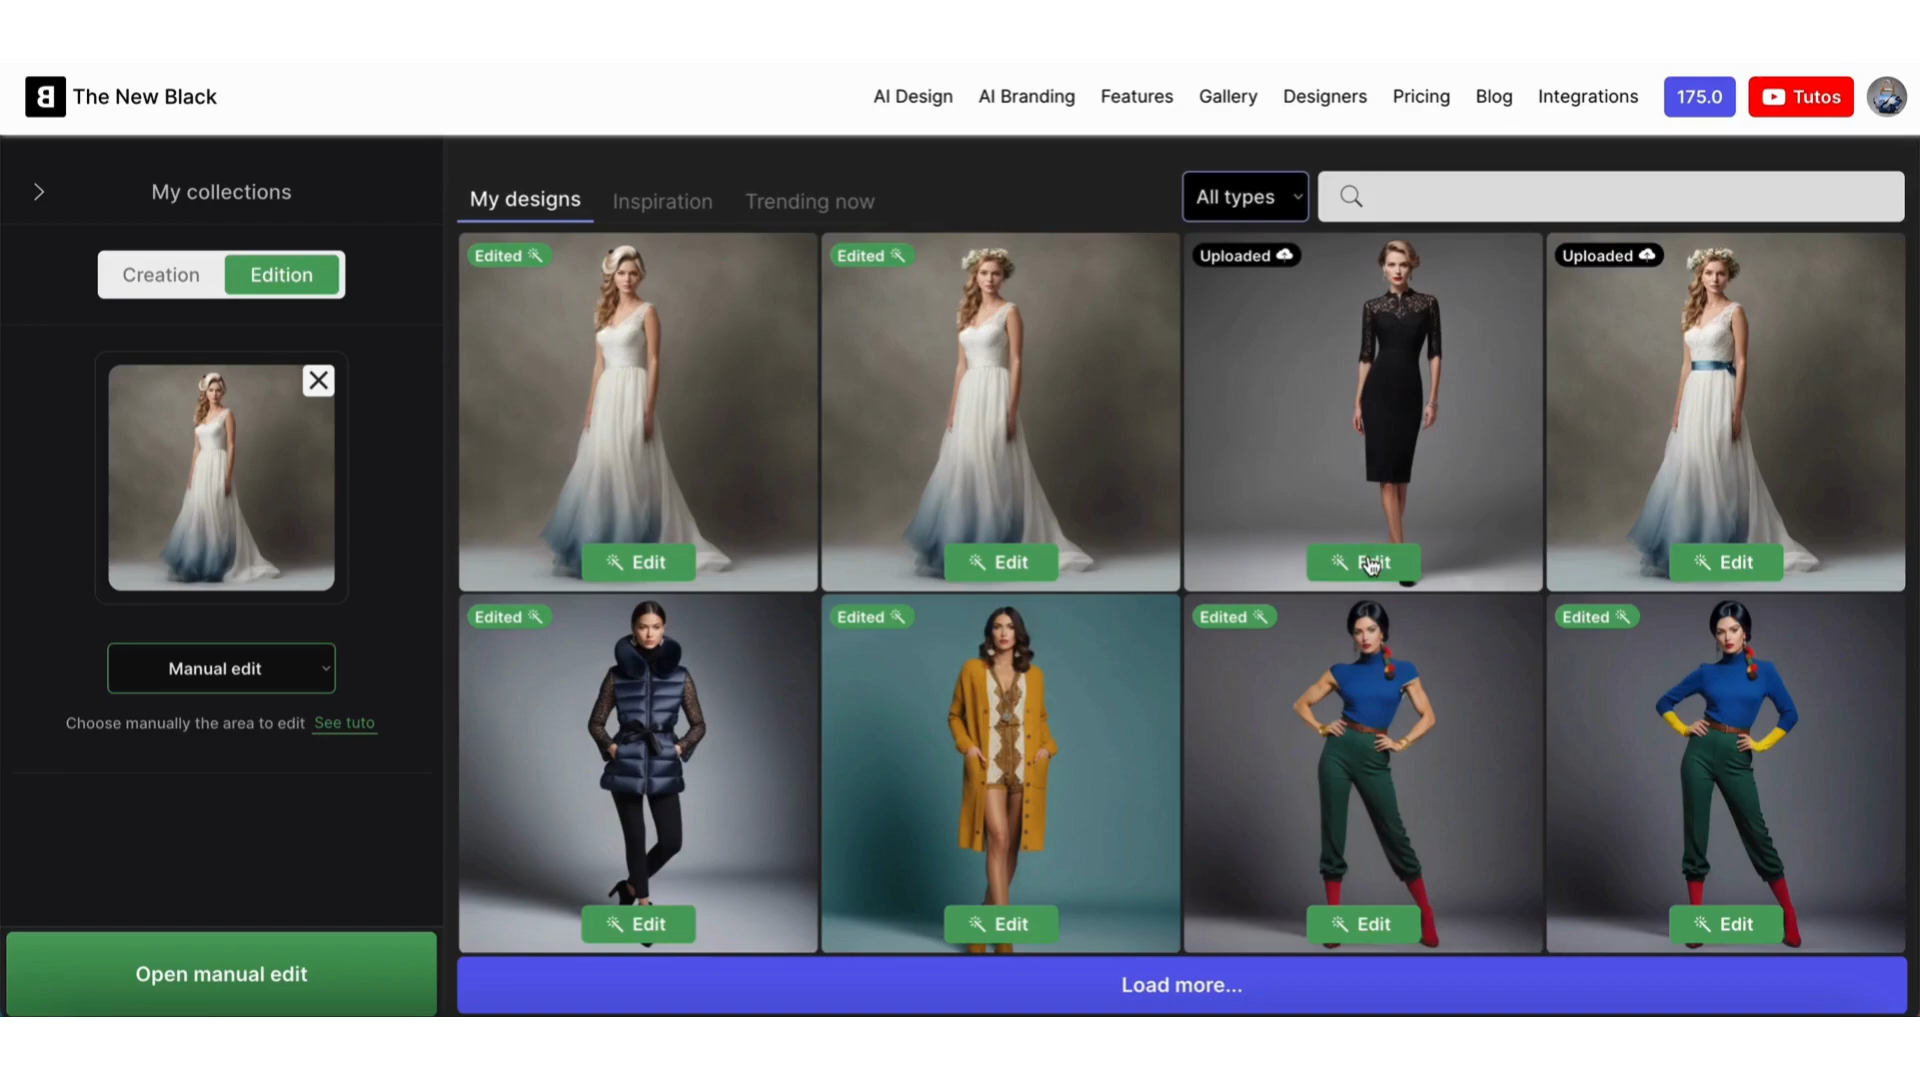 B The New Black
AI Design AI Branding Features Gallery Designers Pricing Blog Integrations 175.0 Tutos
My collections
Creation Edition
Manual edit
Choose manually the area to edit See tuto
Open manual edit
My designs Inspiration Trending now All types
Edited Edited Uploaded Uploaded
Edit Edit Edit Edit
Edited Edited Edited Edited
Edit Edit Edit Edit
Load more...